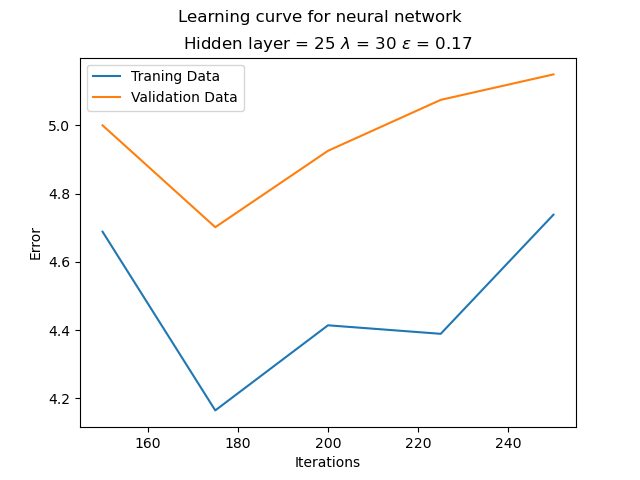 Learning curve for neural network
Hidden layer = 25 λ = 30 ε = 0.17
Traning Data
Validation Data
5.0
4.8
4.6
4.4
4.2
Error
160
180
200
220
240
Iterations